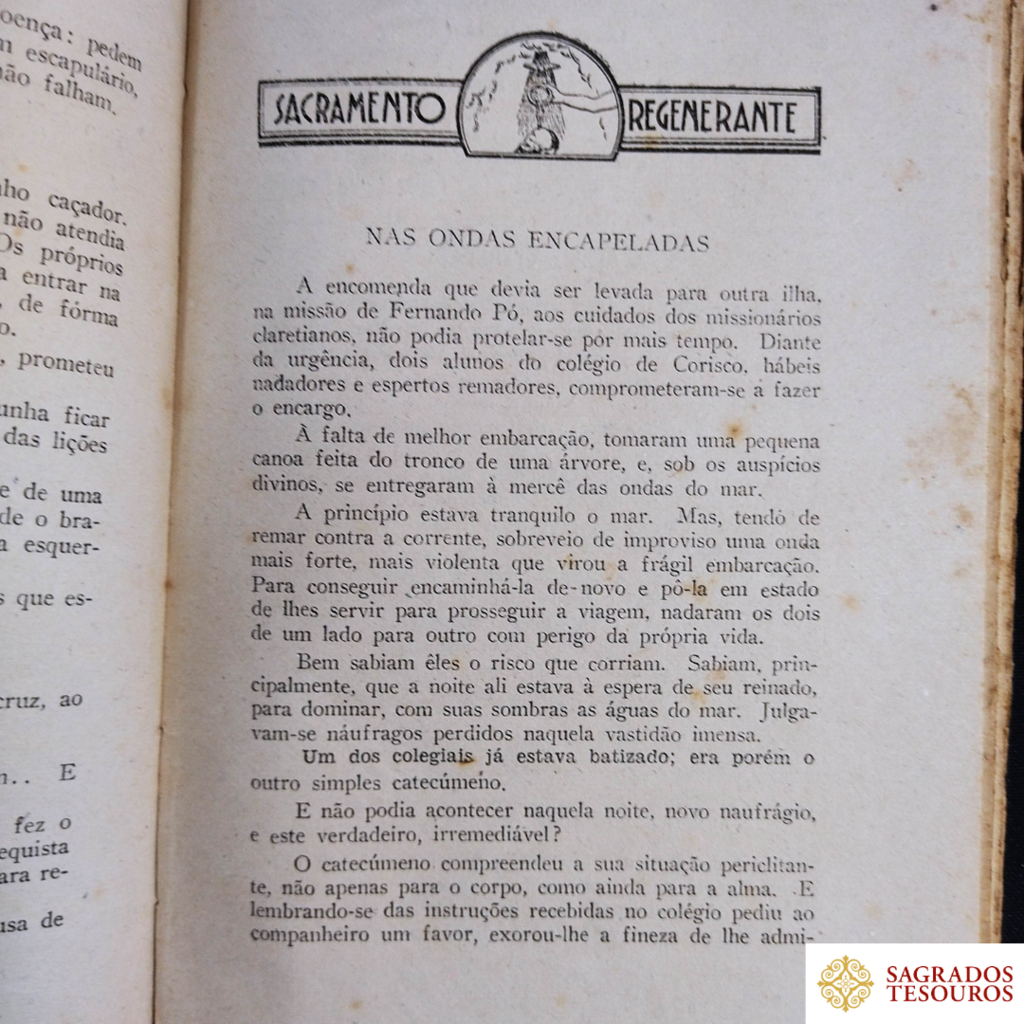 oença: pedem
escapulário,
não falham.
caçador.
não atendia
Os próprios
a entrar na
de fórma
o.
, prometeu
unha ficar
das lições
e de uma
de o bra-
a esquer-
s que es-
cruz, ao
. . E
fez o
equista
ara re-
usa de
SACRAMENTO REGENERANTE
NAS ONDAS ENCAPELADAS
A encomenda que devia ser levada para outra ilha,
na missão de Fernando Pó, aos cuidados dos missionários
claretianos, não podia protelar-se por mais tempo. Diante
da urgência, dois alunos do colégio de Corisco, hábeis
nadadores e espertos remadores, comprometeram-se a fazer
o encargo.
À falta de melhor embarcação, tomaram uma pequena
canoa feita do tronco de uma árvore, e, sob os auspícios
divinos, se entregaram à mercê das ondas do mar.
A princípio estava tranquilo o mar. Mas, tendo de
remar contra a corrente, sobreveio de improviso uma onda
mais forte, mais violenta que virou a frágil embarcação.
Para conseguir encaminhá-la de-novo e pô-la em estado
de lhes servir para prosseguir a viagem, nadaram os dois
de um lado para outro com perigo da própria vida.
Bem sabiam êles o risco que corriam. Sabiam, prin-
cipalmente, que a noite ali estava à espera de seu reinado,
para dominar, com suas sombras as águas do mar. Julga-
vam-se náufragos perdidos naquela vastidão imensa.
Um dos colegiais já estava batizado; era porém o
outro simples catecúmeno.
E não podia acontecer naquela noite, novo naufrágio,
e este verdadeiro, irremediável?
O catecúmeno compreendeu a sua situação periclitan-
te, não apenas para o corpo, como ainda para a alma. E
lembrando-se das instruções recebidas no colégio pediu ao
companheiro um favor, exorou-lhe a fineza de lhe admi-
SAGRADOS
TESOUROS